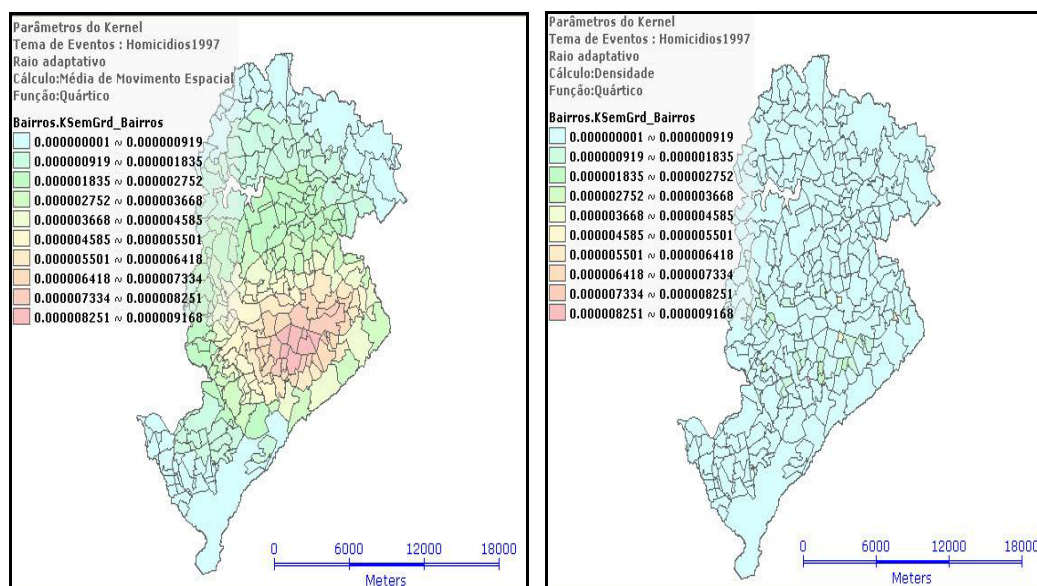 Parâmetros do Kernel
Tema de Eventos : Homicidios1997
Raio adaptativo
Cálculo:Média de Movimento Espacial
Função:Quártico
Bairros.KSemGrd_Bairros
0.000000001 ~ 0.000000919
0.000000919 ~ 0.000001835
0.000001835 ~ 0.000002752
0.000002752 ~ 0.000003668
0.000003668 ~ 0.000004585
0.000004585 ~ 0.000005501
0.000005501 ~ 0.000006418
0.000006418 ~ 0.000007334
0.000007334 ~ 0.000008251
0.000008251 ~ 0.000009168
0 6000 12000 18000
Meters
Parâmetros do Kernel
Tema de Eventos : Homicidios1997
Raio adaptativo
Cálculo:Densidade
Função:Quártico
Bairros.KSemGrd_Bairros
0.000000001 ~ 0.000000919
0.000000919 ~ 0.000001835
0.000001835 ~ 0.000002752
0.000002752 ~ 0.000003668
0.000003668 ~ 0.000004585
0.000004585 ~ 0.000005501
0.000005501 ~ 0.000006418
0.000006418 ~ 0.000007334
0.000007334 ~ 0.000008251
0.000008251 ~ 0.000009168
0 6000 12000 18000
Meters